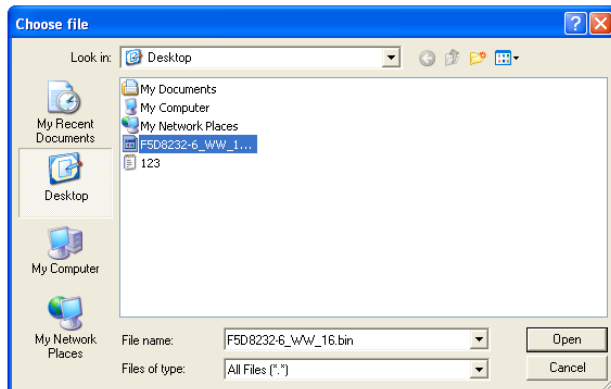 Choose file
Look in: Desktop
My Documents
My Computer
My Network Places
F5D8232-6_WW_1...
123
My Recent
Documents
Desktop
My Computer
My Network
Places
File name: F5D8232-6_WW_16.bin Open
Files of type: All Files (*.*) Cancel